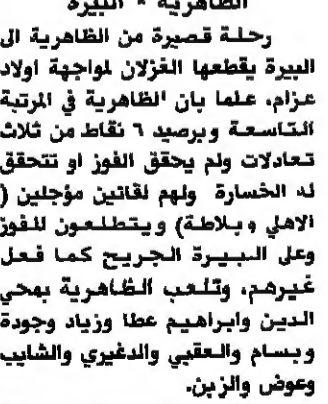 الظاهرية * البيرة
رحلة قصيرة من الظاهرية الى
البيرة يقطعها الغزلان لمواجهة اولاد
عزام، علما بان الظاهرية في المرتبة
التاسعة وبرصيد ٦ نقاط من ثلاث
تعادلات ولم يحقق الفوز او تتحقق
له الخسارة ولهم لقائين مؤجلين (
الاهلي وبلاطة) ويتطلعون للفوز
وعلى البيرة الجريح كما فعل
غيرهم، وتلعب الظاهرية بمحي
الدين وابراهيم عطا وزياد وجودة
وبسام والعقبي والدغيري والشايب
وعوض والزبن.